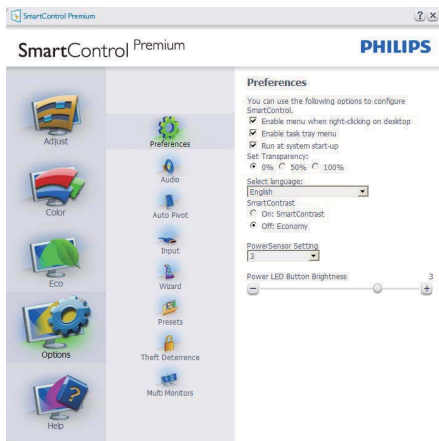 SmartControl Premium
SmartControl Premium
PHILIPS
Adjust
Color
Eco
Options
Help
Preferences
Audio
Auto Pivot
Input
Wizard
Presets
Theft Deterrence
Multi Monitors
Preferences
You can use the following options to configure
SmartControl.
Enable menu when right-clicking on desktop
Enable task tray menu
Run at system start-up
Set Transparency:
0% 50% 100%
Select language:
English
SmartContrast
On: SmartContrast
Off: Economy
PowerSensor Setting
3
Power LED Button Brightness 3